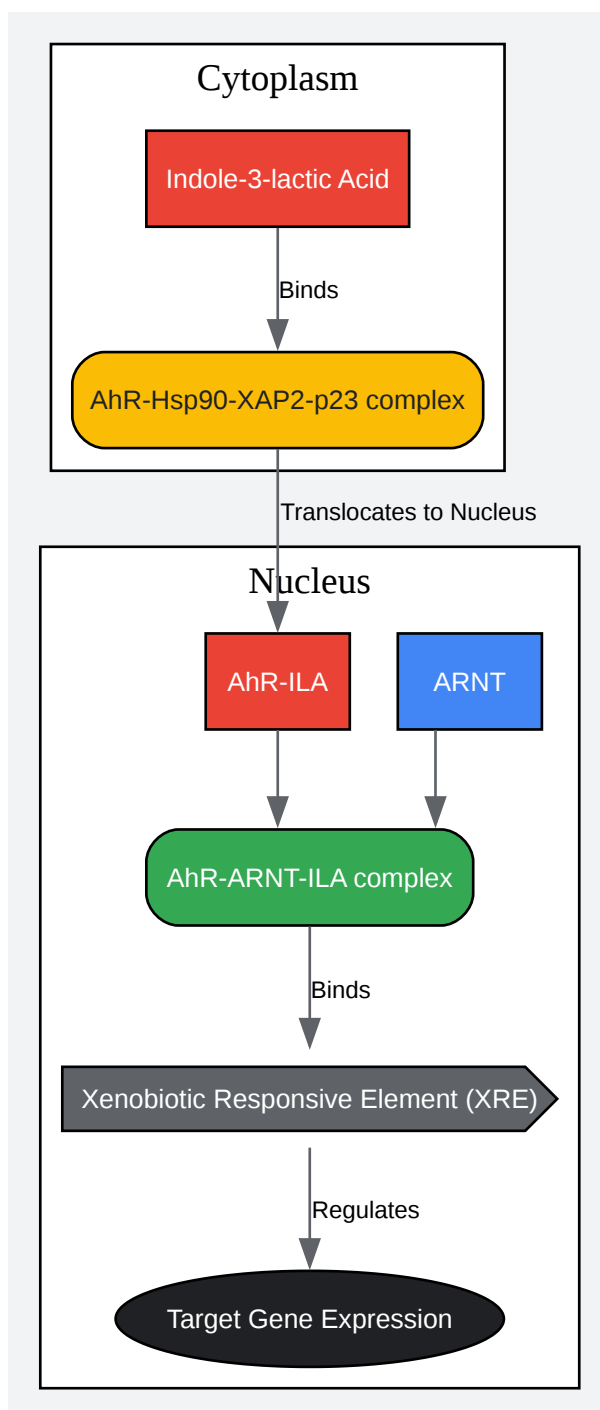 Cytoplasm
Indole-3-lactic Acid
Binds
AhR-Hsp90-XAP2-p23 complex
Translocates to Nucleus
Nucleus
AhR-ILA
ARNT
AhR-ARNT-ILA complex
Binds
Xenobiotic Responsive Element (XRE)
Regulates
Target Gene Expression